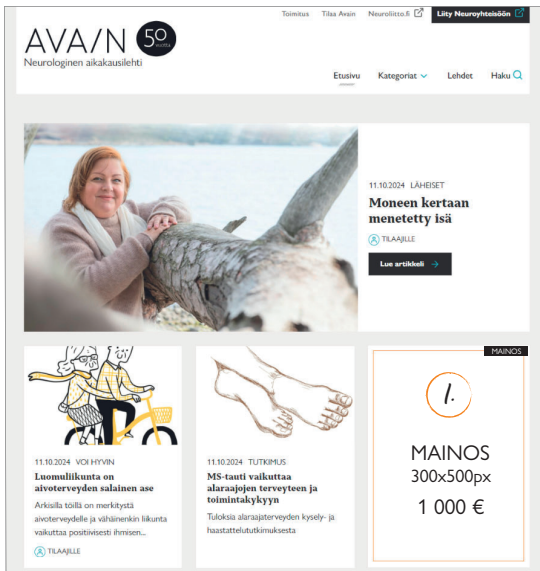 Toimitus Tilaa Avain Neuroliitto.fi Liity Neuroyhteisöön
AVA/N 50 vuotta
Neurologinen aikakausilehti
Etusivu Kategoriat Lehdet Haku
11.10.2024 LÄHEISET
Moneen kertaan
menetetty isä
TILAAJILLE
Lue artikkeli →
11.10.2024 VOI HYVIN
Luomuliikunta on
aivoterveyden salainen ase
Arkisilla töillä on merkitystä
aivoterveydelle ja vähäinenkin liikunta
vaikuttaa positiivisesti ihmisen...
TILAAJILLE
11.10.2024 TUTKIMUS
MS-tauti vaikuttaa
alaraajojen terveyteen ja
toimintakykyyn
Tuloksia alaraajaterveyden kysely- ja
haastattelututkimuksesta
MAINOS
1.
MAINOS
300x500px
1 000 €